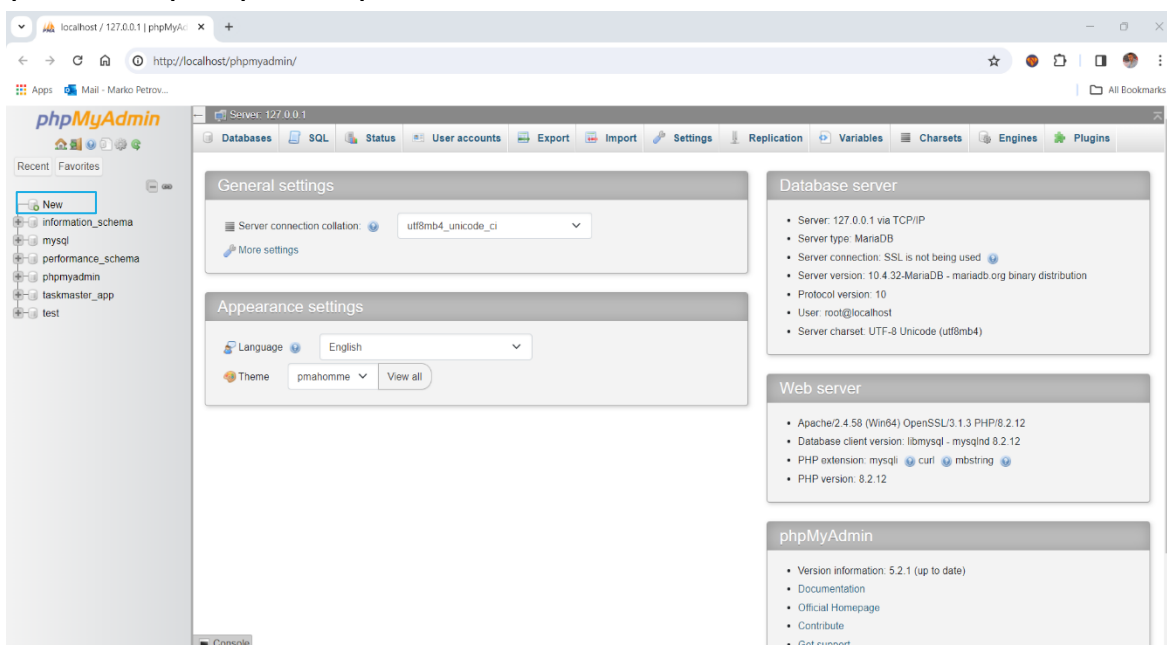 localhost / 127.0.0.1 | phpMyAd
http://localhost/phpmyadmin/
Apps Mail - Marko Petrov... All Bookmarks
phpMyAdmin
Recent Favorites
New
information_schema
mysql
performance_schema
phpmyadmin
taskmaster_app
test
Server: 127.0.0.1
Databases SQL Status User accounts Export Import Settings Replication Variables Charsets Engines Plugins
General settings
Server connection collation: utf8mb4_unicode_ci
More settings
Appearance settings
Language English
Theme pmahomme View all
Database server
Server: 127.0.0.1 via TCP/IP
Server type: MariaDB
Server connection: SSL is not being used
Server version: 10.4.32-MariaDB - mariadb.org binary distribution
Protocol version: 10
User: root@localhost
Server charset: UTF-8 Unicode (utf8mb4)
Web server
Apache/2.4.58 (Win64) OpenSSL/3.1.3 PHP/8.2.12
Database client version: libmysql - mysqlnd 8.2.12
PHP extension: mysqli curl mbstring
PHP version: 8.2.12
phpMyAdmin
Version information: 5.2.1 (up to date)
Documentation
Official Homepage
Contribute
Get support
Console